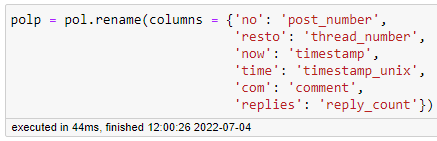 polp = pol.rename(columns = {'no': 'post_number',
'resto': 'thread_number',
'now': 'timestamp',
'time': 'timestamp_unix',
'com': 'comment',
'replies': 'reply_count'})
executed in 44ms, finished 12:00:26 2022-07-04